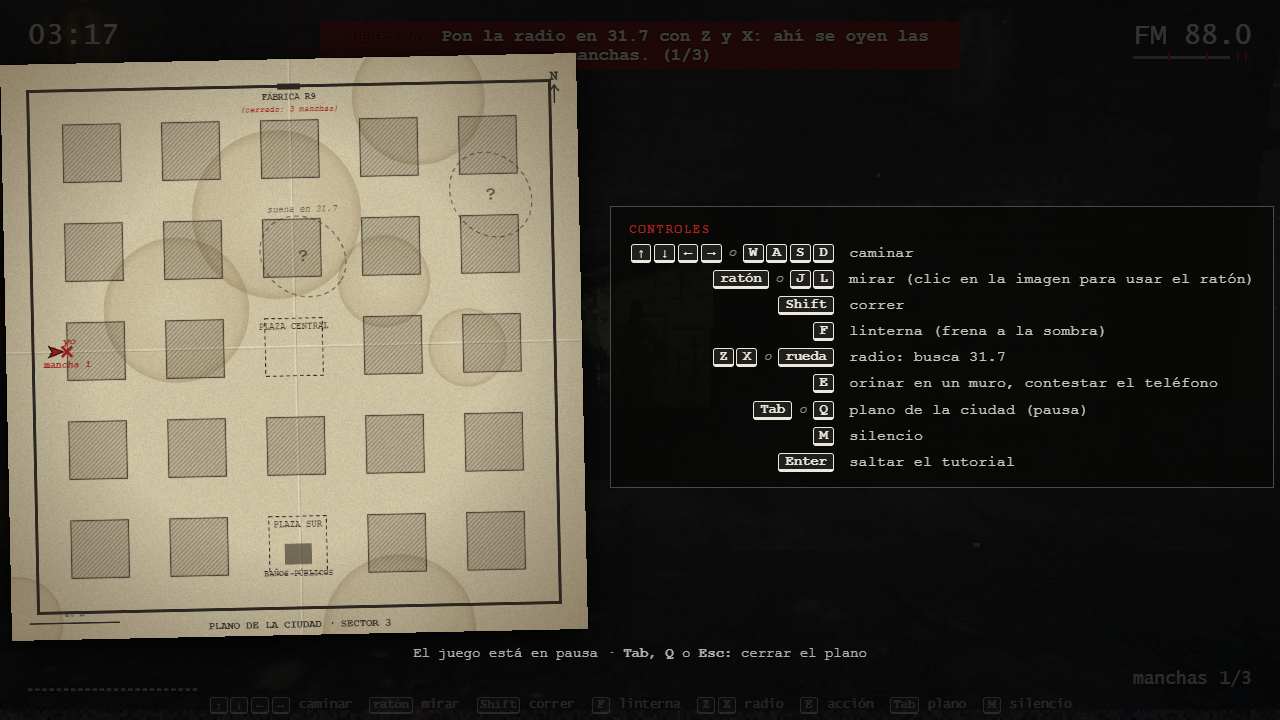 03:17
Pon la radio en 31.7 con Z y X: ahí se oyen las
anchas. (1/3)
FM 88.0
N
FÁBRICA R9
(cerrado: 3 manchas)
?
suena en 31.7
?
PLAZA CENTRAL
yo
mancha 1
PLAZA SUR
BAÑOS PÚBLICOS
PLANO DE LA CIUDAD · SECTOR 3
CONTROLES
↑ ↓ ← → o W A S D caminar
ratón o J L mirar (clic en la imagen para usar el ratón)
Shift correr
F linterna (frena a la sombra)
Z X o rueda radio: busca 31.7
E orinar en un muro, contestar el teléfono
Tab o Q plano de la ciudad (pausa)
M silencio
Enter saltar el tutorial
El juego está en pausa · Tab, Q o Esc: cerrar el plano
manchas 1/3
↑ ↓ ← → caminar ratón mirar Shift correr F linterna Z X radio E acción Tab plano M silencio